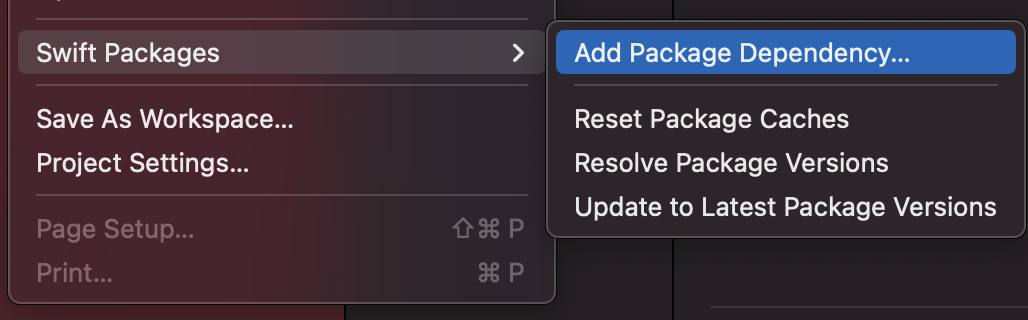 Swift Packages
Add Package Dependency...
Save As Workspace...
Reset Package Caches
Project Settings...
Resolve Package Versions
Update to Latest Package Versions
Page Setup... ⇧⌘ P
Print... ⌘ P